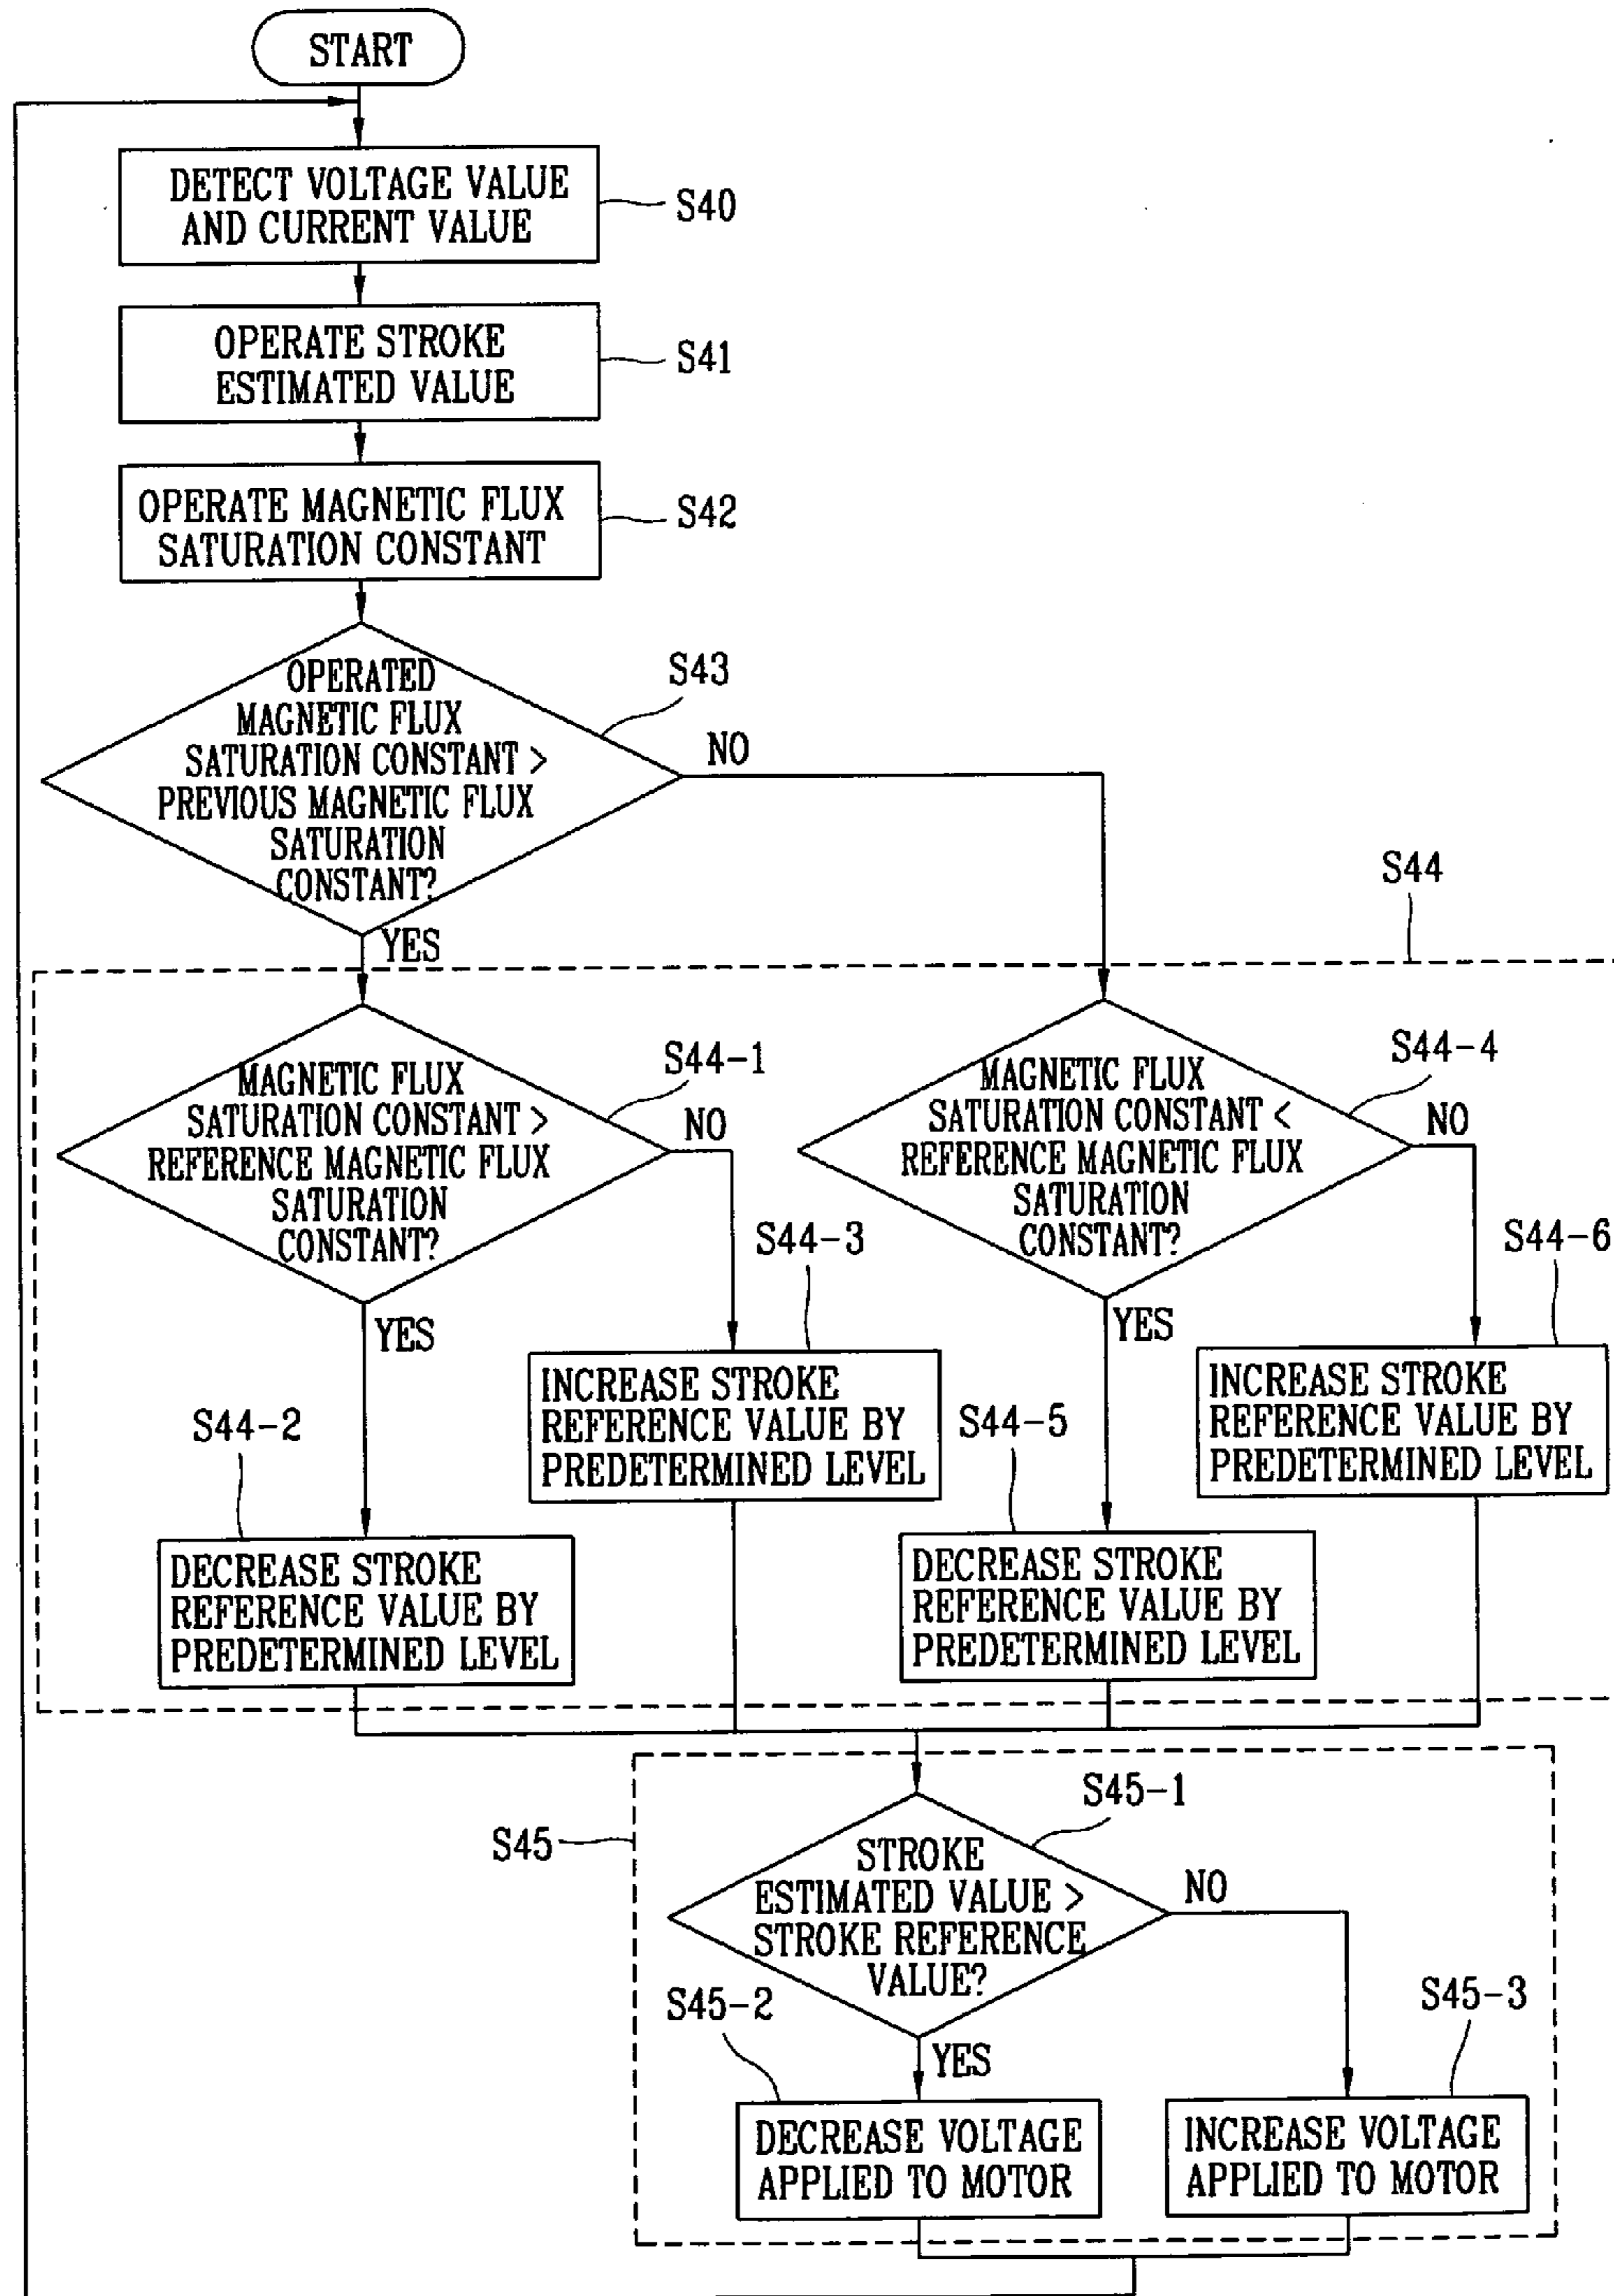 START
DETECT VOLTAGE VALUE
AND CURRENT VALUE
S40
OPERATE STROKE
ESTIMATED VALUE
S41
OPERATE MAGNETIC FLUX
SATURATION CONSTANT
S42
OPERATED
MAGNETIC FLUX
SATURATION CONSTANT >
PREVIOUS MAGNETIC FLUX
SATURATION
CONSTANT?
S43
NO
YES
S44
MAGNETIC FLUX
SATURATION CONSTANT >
REFERENCE MAGNETIC FLUX
SATURATION
CONSTANT?
S44-1
NO
YES
MAGNETIC FLUX
SATURATION CONSTANT <
REFERENCE MAGNETIC FLUX
SATURATION
CONSTANT?
S44-4
NO
YES
S44-3
INCREASE STROKE
REFERENCE VALUE BY
PREDETERMINED LEVEL
S44-6
INCREASE STROKE
REFERENCE VALUE BY
PREDETERMINED LEVEL
S44-2
DECREASE STROKE
REFERENCE VALUE BY
PREDETERMINED LEVEL
S44-5
DECREASE STROKE
REFERENCE VALUE BY
PREDETERMINED LEVEL
S45
STROKE
ESTIMATED VALUE >
STROKE REFERENCE
VALUE?
S45-1
NO
YES
S45-2
DECREASE VOLTAGE
APPLIED TO MOTOR
S45-3
INCREASE VOLTAGE
APPLIED TO MOTOR